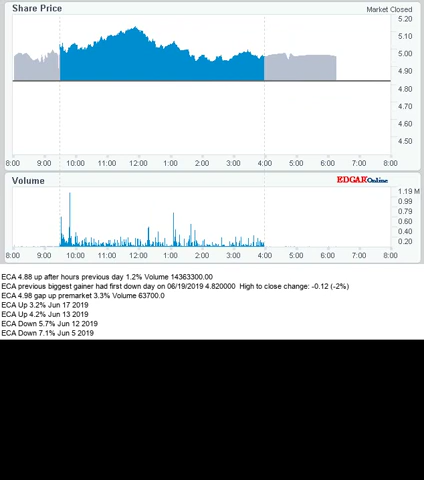 Share Price
Market Closed
5.20
5.10
5.00
4.90
4.80
4.70
4.60
4.50
8:00 9:00 10:00 11:00 12:00 1:00 2:00 3:00 4:00 5:00 6:00 7:00 8:00
Volume
EDGAROnline
1.19 M
0.99
0.79
0.60
0.40
0.20
8:00 9:00 10:00 11:00 12:00 1:00 2:00 3:00 4:00 5:00 6:00 7:00 8:00
ECA 4.88 up after hours previous day 1.2% Volume 14363300.00
ECA previous biggest gainer had first down day on 06/19/2019 4.820000 High to close change: -0.12 (-2%)
ECA 4.98 gap up premarket 3.3% Volume 63700.0
ECA Up 3.2% Jun 17 2019
ECA Up 4.2% Jun 13 2019
ECA Down 5.7% Jun 12 2019
ECA Down 7.1% Jun 5 2019